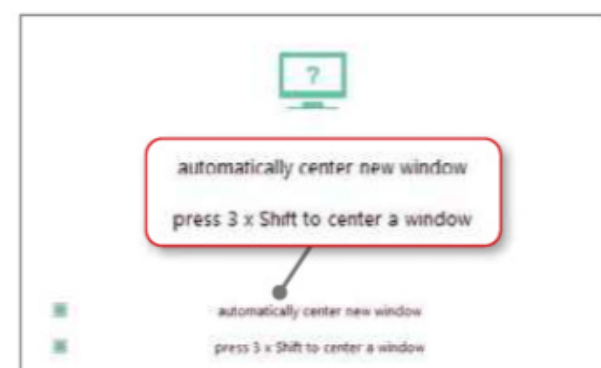 ?
automatically center new window
press 3 x Shift to center a window
automatically center new window
press 3 x Shift to center a window